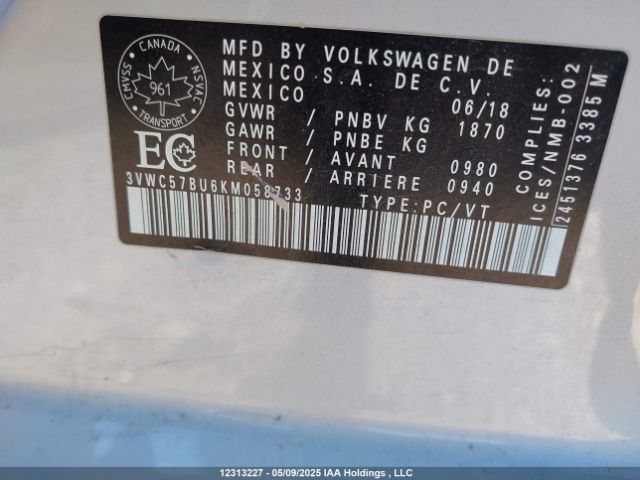 CANADA
CMVSS
NSVAC
961
TRANSPORT
EC
MFD BY VOLKSWAGEN DE
MEXICO S.A. DE C.V.
MEXICO 06/18
GVWR / PNBV KG 1870
GAWR / PNBE KG
FRONT / AVANT 0980
REAR / ARRIERE 0940
3VWC57BU6KM058733 TYPE:PC/VT
COMPLIES:
ICES/NMB-002
2451376 3385 M
12313227 - 05/09/2025 IAA Holdings , LLC